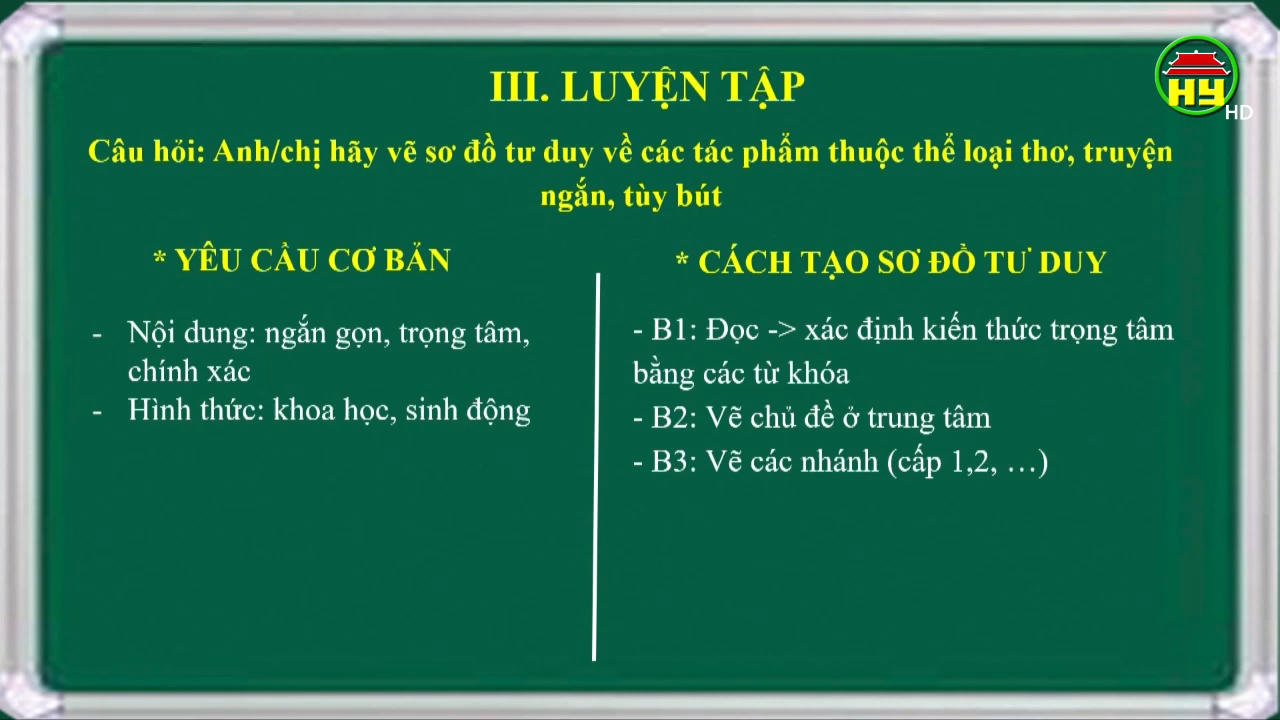 III. LUYỆN TẬP
HY
HD
Câu hỏi: Anh/chị hãy vẽ sơ đồ tư duy về các tác phẩm thuộc thể loại thơ, truyện
ngắn, tùy bút
* YÊU CẦU CƠ BẢN
- Nội dung: ngắn gọn, trọng tâm,
chính xác
- Hình thức: khoa học, sinh động
* CÁCH TẠO SƠ ĐỒ TƯ DUY
- B1: Đọc -> xác định kiến thức trọng tâm
bằng các từ khóa
- B2: Vẽ chủ đề ở trung tâm
- B3: Vẽ các nhánh (cấp 1,2, …)